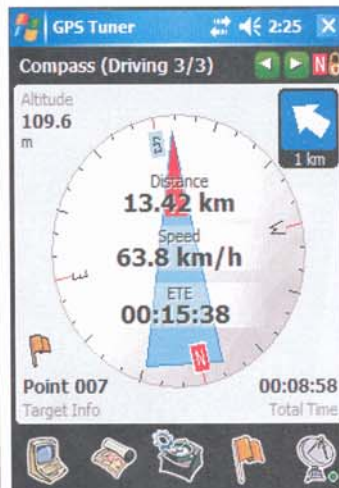 GPS Tuner 2:25
Compass (Driving 3/3) N
Altitude
109.6
m
1 km
Distance
13.42 km
Speed
63.8 km/h
ETE
00:15:38
W
E
N
Point 007
00:08:58
Target Info
Total Time